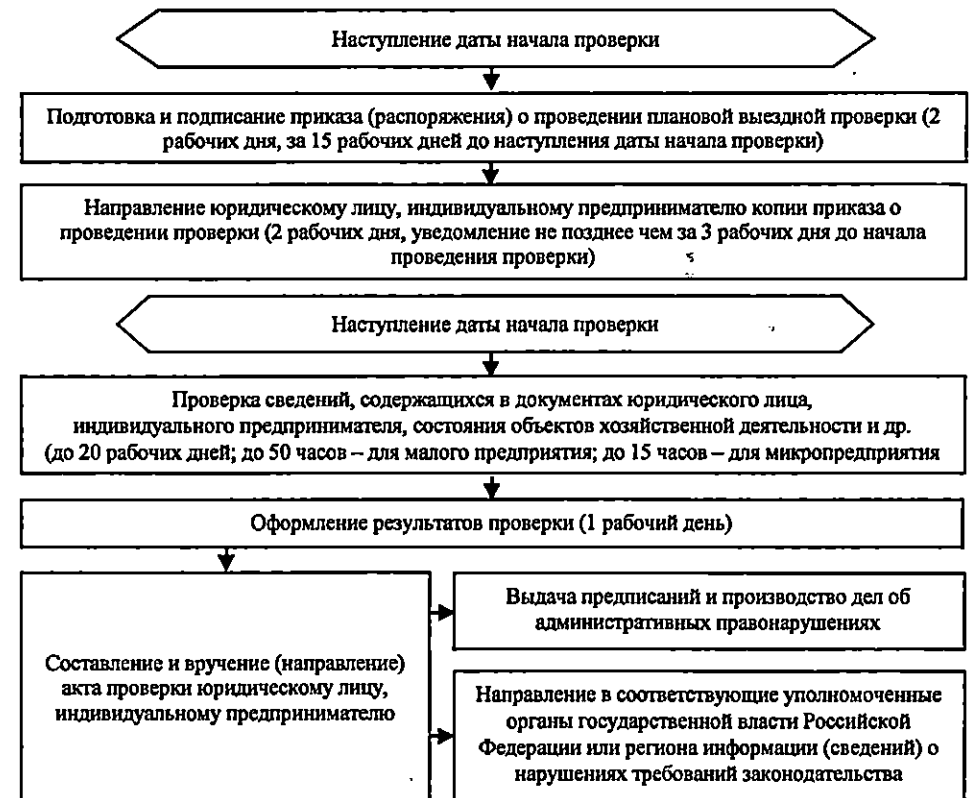 Наступление даты начала проверки
Подготовка и подписание приказа (распоряжения) о проведении плановой выездной проверки (2
рабочих дня, за 15 рабочих дней до наступления даты начала проверки)
Направление юридическому лицу, индивидуальному предпринимателю копии приказа о
проведении проверки (2 рабочих дня, уведомление не позднее чем за 3 рабочих дня до начала
проведения проверки)
Наступление даты начала проверки
Проверка сведений, содержащихся в документах юридического лица,
индивидуального предпринимателя, состояния объектов хозяйственной деятельности и др.
(до 20 рабочих дней; до 50 часов – для малого предприятия; до 15 часов – для микропредприятия
Оформление результатов проверки (1 рабочий день)
Составление и вручение (направление)
акта проверки юридическому лицу,
индивидуальному предпринимателю
Выдача предписаний и производство дел об
административных правонарушениях
Направление в соответствующие уполномоченные
органы государственной власти Российской
Федерации или региона информации (сведений) о
нарушениях требований законодательства